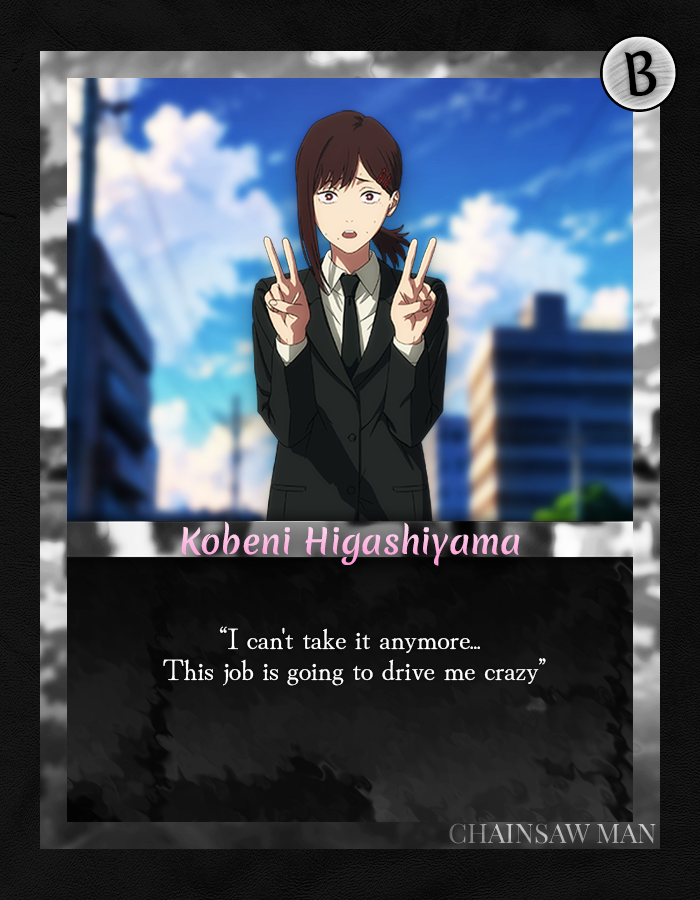 B
Kobeni Higashiyama
“I can't take it anymore...
This job is going to drive me crazy”
CHAINSAW MAN